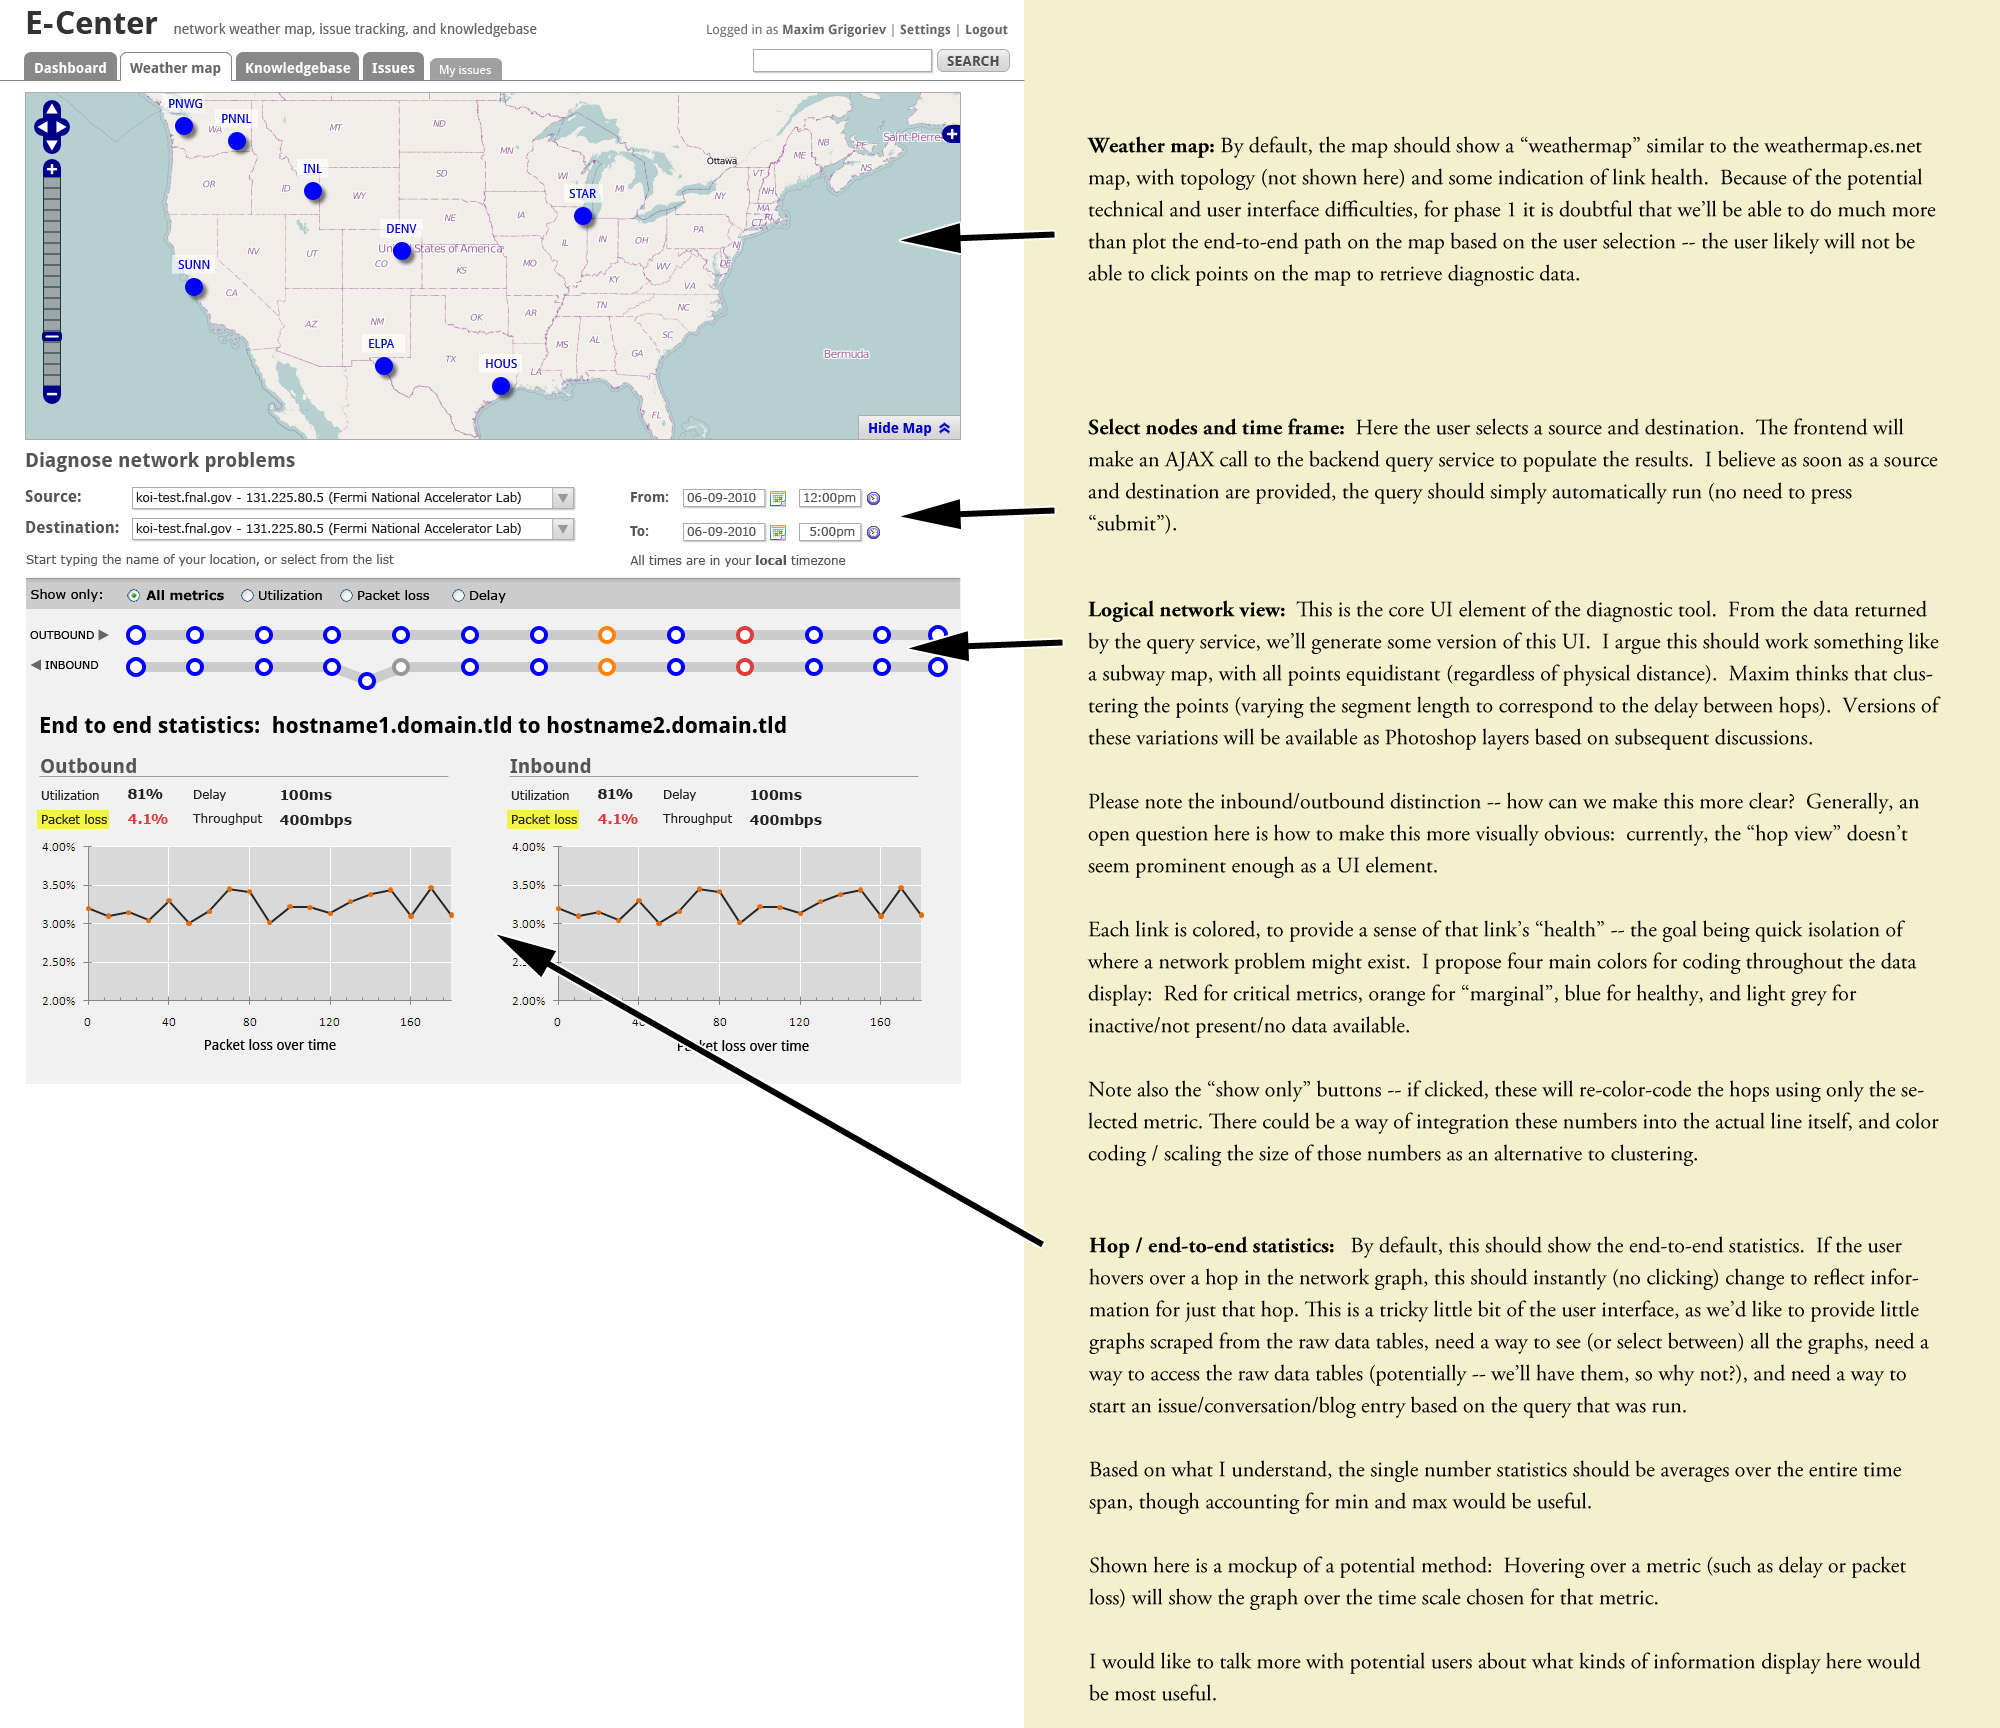 E-Center network weather map, issue tracking, and knowledgebase
Logged in as Maxim Grigoriev | Settings | Logout
Dashboard Weather map Knowledgebase Issues My issues
SEARCH
PNWG
PNNL
WA
MT
ND
MN
Ottawa
ME
NB
PE
Saint-Pierre
NS
INL
OR
ID
WY
SD
WI
MI
STAR
VT
NH
NY
MA
CT
RI
DENV
NE
IA
IL
IN
OH
PA
NJ
NV
UT
CO
United States of America
KS
MO
WV
DE
KY
VA
SUNN
CA
AZ
NM
OK
AR
TN
NC
SC
ELPA
TX
HOUS
LA
MS
AL
GA
FL
Bermuda
Hide Map
Diagnose network problems
Source: koi-test.fnal.gov - 131.225.80.5 (Fermi National Accelerator Lab)
From: 06-09-2010 12:00pm
Destination: koi-test.fnal.gov - 131.225.80.5 (Fermi National Accelerator Lab)
To: 06-09-2010 5:00pm
Start typing the name of your location, or select from the list
All times are in your local timezone
Show only: All metrics Utilization Packet loss Delay
OUTBOUND
INBOUND
End to end statistics: hostname1.domain.tld to hostname2.domain.tld
Outbound
Utilization 81% Delay 100ms
Packet loss 4.1% Throughput 400mbps
4.00%
3.50%
3.00%
2.50%
2.00%
0 40 80 120 160
Packet loss over time
Inbound
Utilization 81% Delay 100ms
Packet loss 4.1% Throughput 400mbps
4.00%
3.50%
3.00%
2.00%
0 80 120 160
loss over time
Weather map: By default, the map should show a “weathermap” similar to the weathermap.es.net
map, with topology (not shown here) and some indication of link health. Because of the potential
technical and user interface difficulties, for phase 1 it is doubtful that we’ll be able to do much more
than plot the end-to-end path on the map based on the user selection -- the user likely will not be
able to click points on the map to retrieve diagnostic data.
Select nodes and time frame: Here the user selects a source and destination. The frontend will
make an AJAX call to the backend query service to populate the results. I believe as soon as a source
and destination are provided, the query should simply automatically run (no need to press
“submit”).
Logical network view: This is the core UI element of the diagnostic tool. From the data returned
by the query service, we’ll generate some version of this UI. I argue this should work something like
a subway map, with all points equidistant (regardless of physical distance). Maxim thinks that clus-
tering the points (varying the segment length to correspond to the delay between hops). Versions of
these variations will be available as Photoshop layers based on subsequent discussions.
Please note the inbound/outbound distinction -- how can we make this more clear? Generally, an
open question here is how to make this more visually obvious: currently, the “hop view” doesn’t
seem prominent enough as a UI element.
Each link is colored, to provide a sense of that link’s “health” -- the goal being quick isolation of
where a network problem might exist. I propose four main colors for coding throughout the data
display: Red for critical metrics, orange for “marginal”, blue for healthy, and light grey for
inactive/not present/no data available.
Note also the “show only” buttons -- if clicked, these will re-color-code the hops using only the se-
lected metric. There could be a way of integration these numbers into the actual line itself, and color
coding / scaling the size of those numbers as an alternative to clustering.
Hop / end-to-end statistics: By default, this should show the end-to-end statistics. If the user
hovers over a hop in the network graph, this should instantly (no clicking) change to reflect infor-
mation for just that hop. This is a tricky little bit of the user interface, as we’d like to provide little
graphs scraped from the raw data tables, need a way to see (or select between) all the graphs, need a
way to access the raw data tables (potentially -- we’ll have them, so why not?), and need a way to
start an issue/conversation/blog entry based on the query that was run.
Based on what I understand, the single number statistics should be averages over the entire time
span, though accounting for min and max would be useful.
Shown here is a mockup of a potential method: Hovering over a metric (such as delay or packet
loss) will show the graph over the time scale chosen for that metric.
I would like to talk more with potential users about what kinds of information display here would
be most useful.